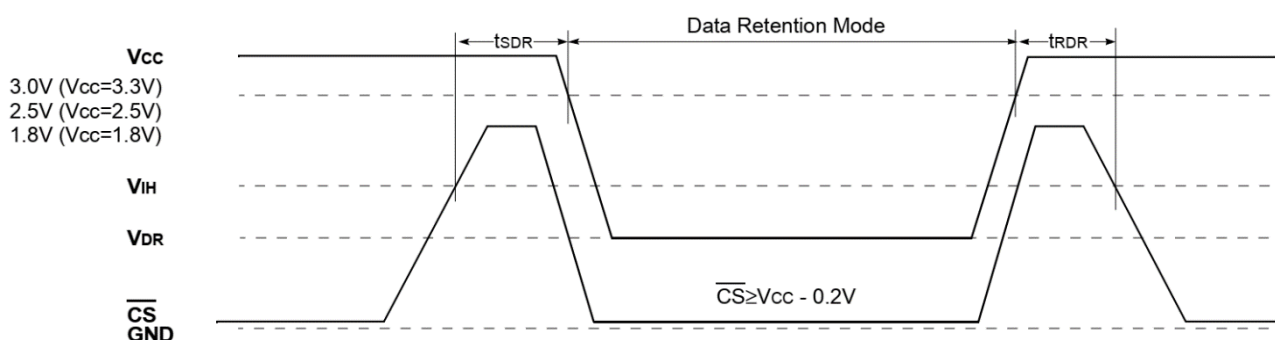 Data Retention Mode
tSDR
tRDR
VCC
3.0V (VCC=3.3V)
2.5V (VCC=2.5V)
1.8V (VCC=1.8V)
VIH
VDR
CS≥VCC - 0.2V
CS
GND